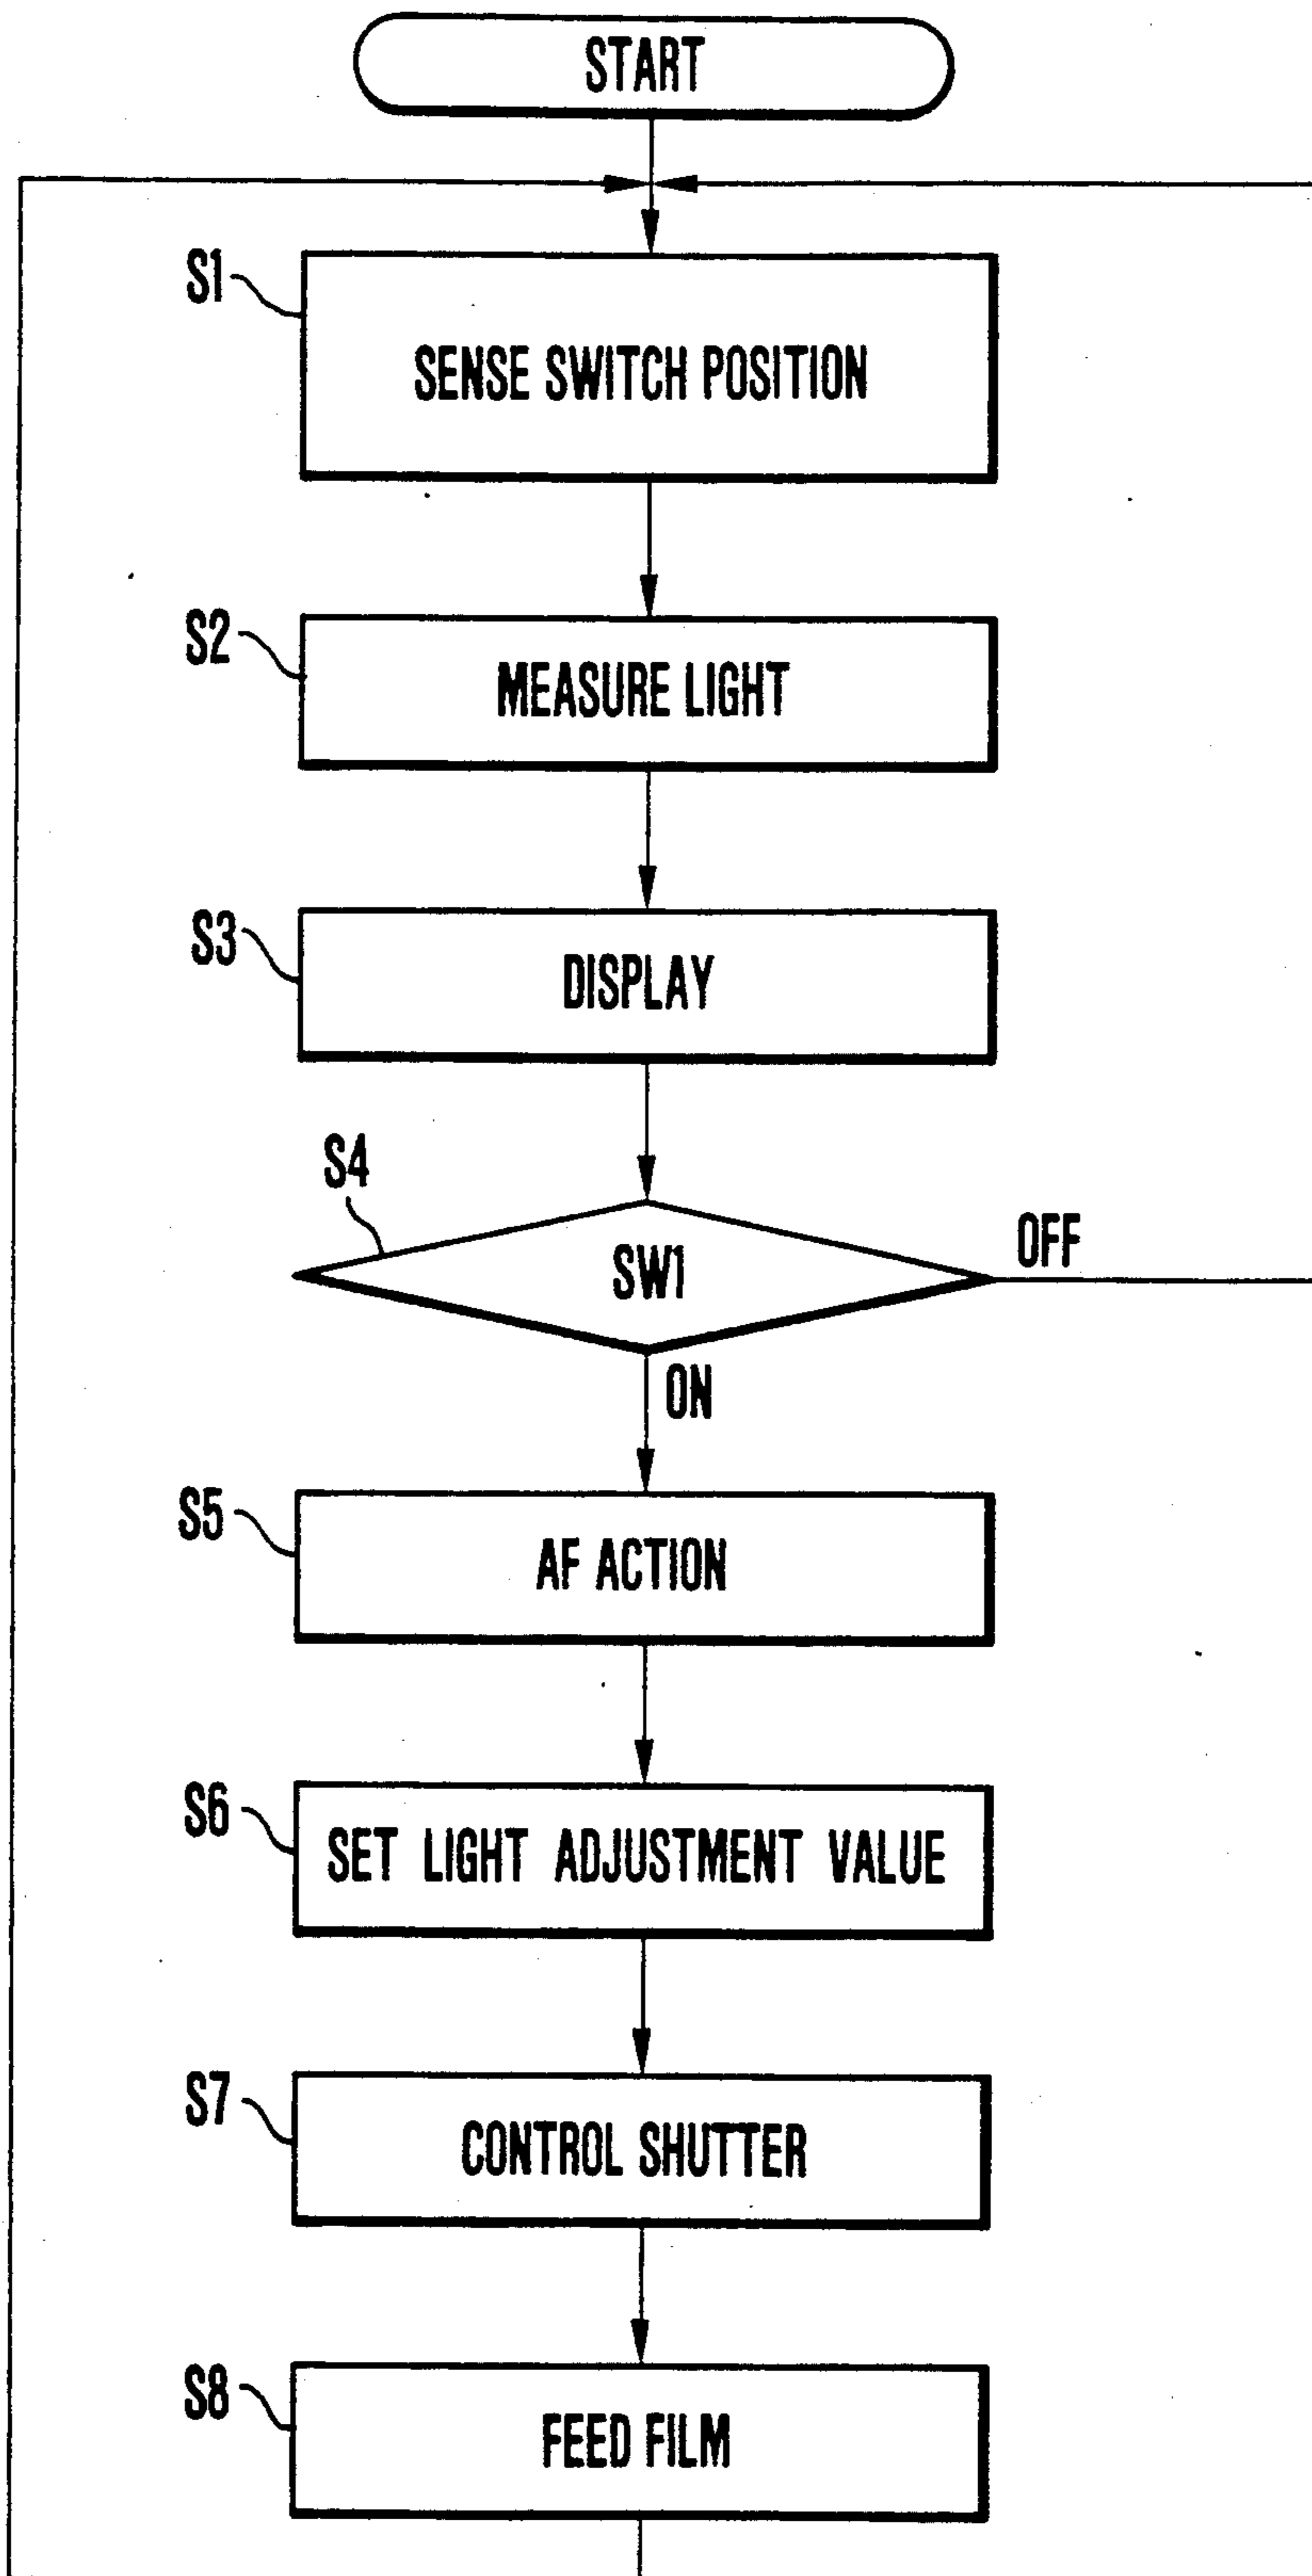 START
S1
SENSE SWITCH POSITION
S2
MEASURE LIGHT
S3
DISPLAY
S4
SW1
OFF
ON
S5
AF ACTION
S6
SET LIGHT ADJUSTMENT VALUE
S7
CONTROL SHUTTER
S8
FEED FILM